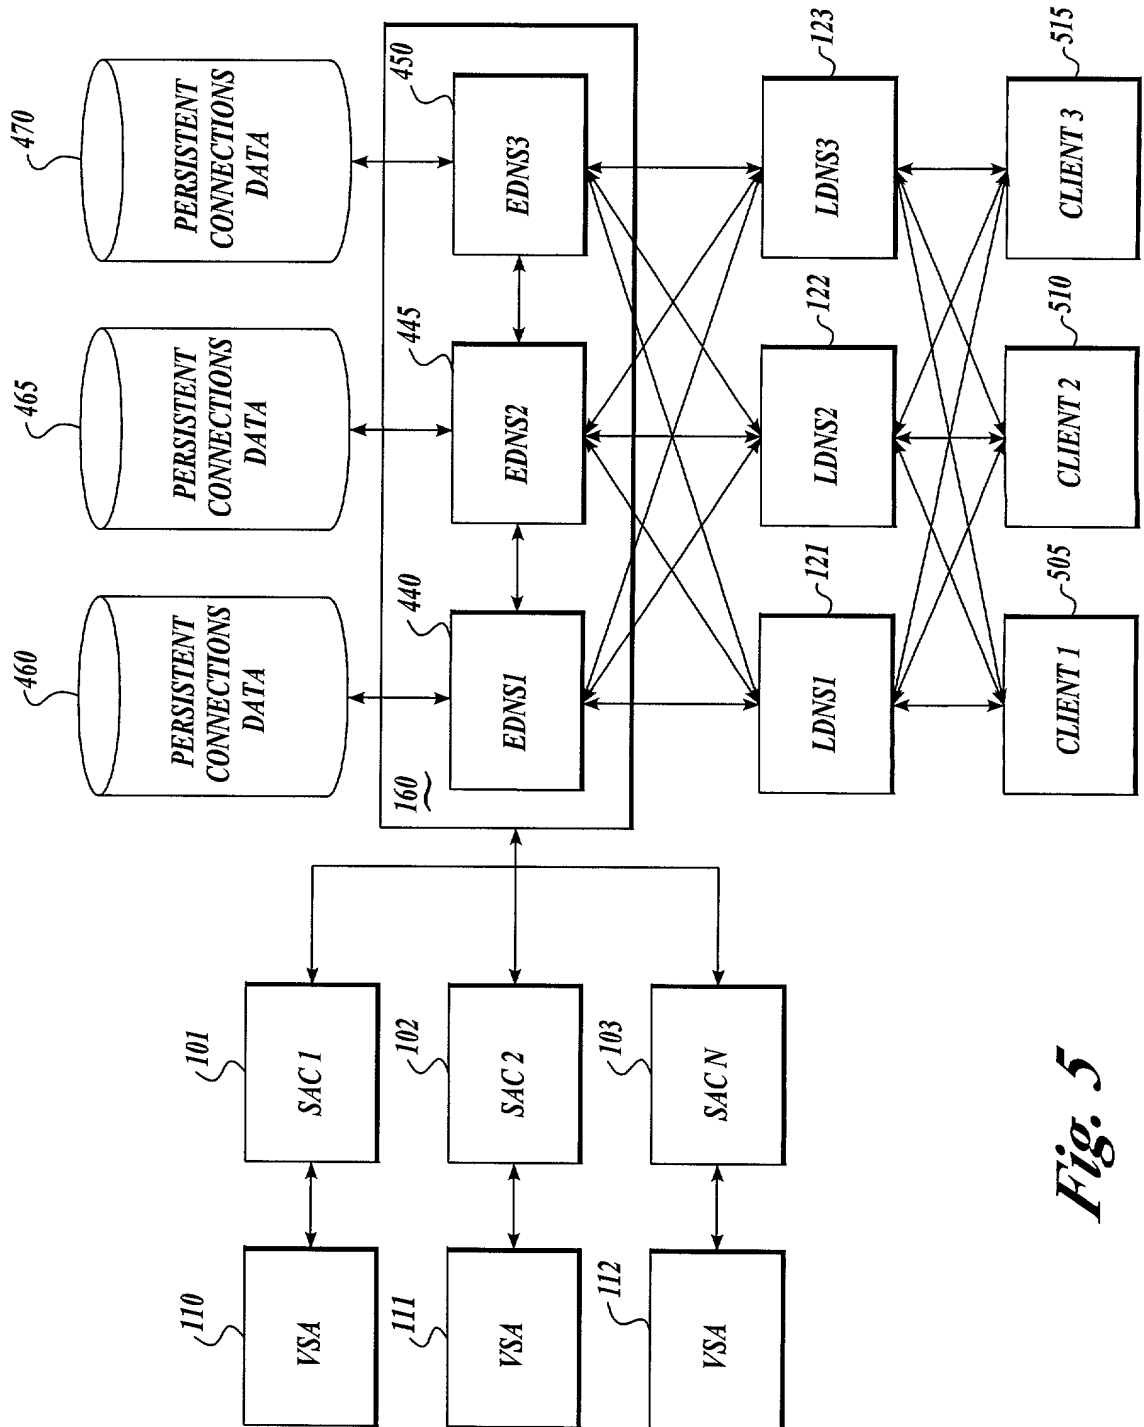 470
PERSISTENT
CONNECTIONS
DATA
465
PERSISTENT
CONNECTIONS
DATA
460
PERSISTENT
CONNECTIONS
DATA
450
EDNS3
445
EDNS2
440
EDNS1
160
123
LDNS3
122
LDNS2
121
LDNS1
515
CLIENT 3
510
CLIENT 2
505
CLIENT 1
101
SAC 1
102
SAC 2
103
SAC N
110
VSA
111
VSA
112
VSA
Fig. 5